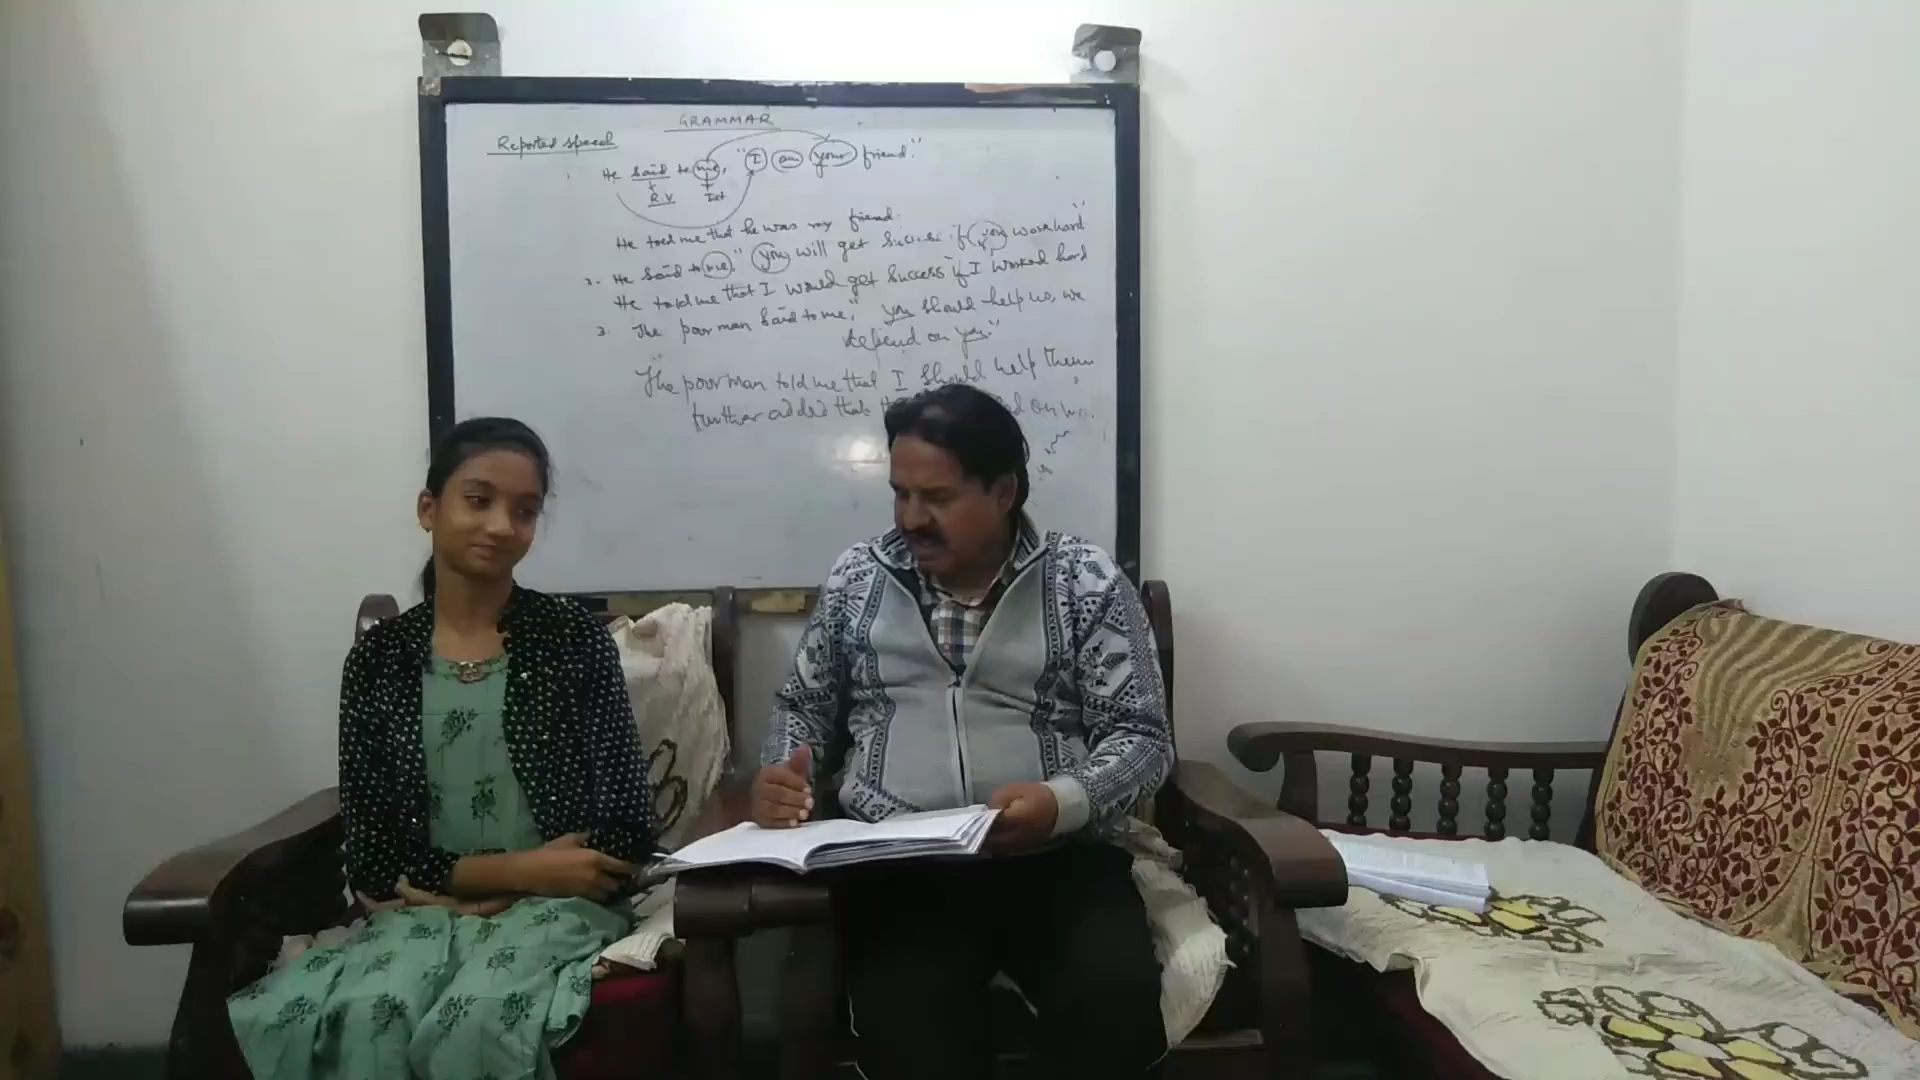 GRAMMAR
Reported speech
He said to me, "I am your friend."
R.V
He told me that he was my friend.
2. He said to me, "you will get success if you work hard"
He told me that I would get success if I worked hard
3. The poor man said to me, "you should help us, we
depend on you."
The poor man told me that I should help them
further added that